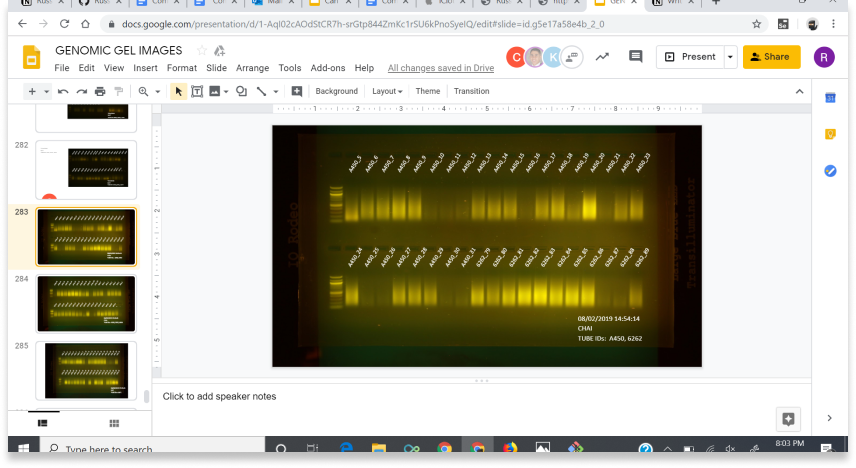 docs.google.com/presentation/d/1-AqI02cAOdStCR7h-srGtp844ZmKc1rSU6kPnoSyeIQ/edit#slide=id.g5e17a58e4b_2_0
GENOMIC GEL IMAGES
File Edit View Insert Format Slide Arrange Tools Add-ons Help All changes saved in Drive
C K Present Share R
Background Layout Theme Transition
282
283
284
285
A450_5 A450_6 A450_7 A450_8 A450_9 A450_10 A450_11 A450_12 A450_13 A450_14 A450_15 A450_16 A450_17 A450_18 A450_19 A450_20 A450_21 A450_22 A450_23
IO Rodeo
Transilluminator
A450_24 A450_25 A450_26 A450_27 A450_28 A450_29 A450_30 A450_31 6262_79 6262_80 6262_81 6262_82 6262_83 6262_84 6262_85 6262_86 6262_87 6262_88 6262_89
08/02/2019 14:54:14
CHAI
TUBE IDs: A450, 6262
Click to add speaker notes
Type here to search
8:03 PM